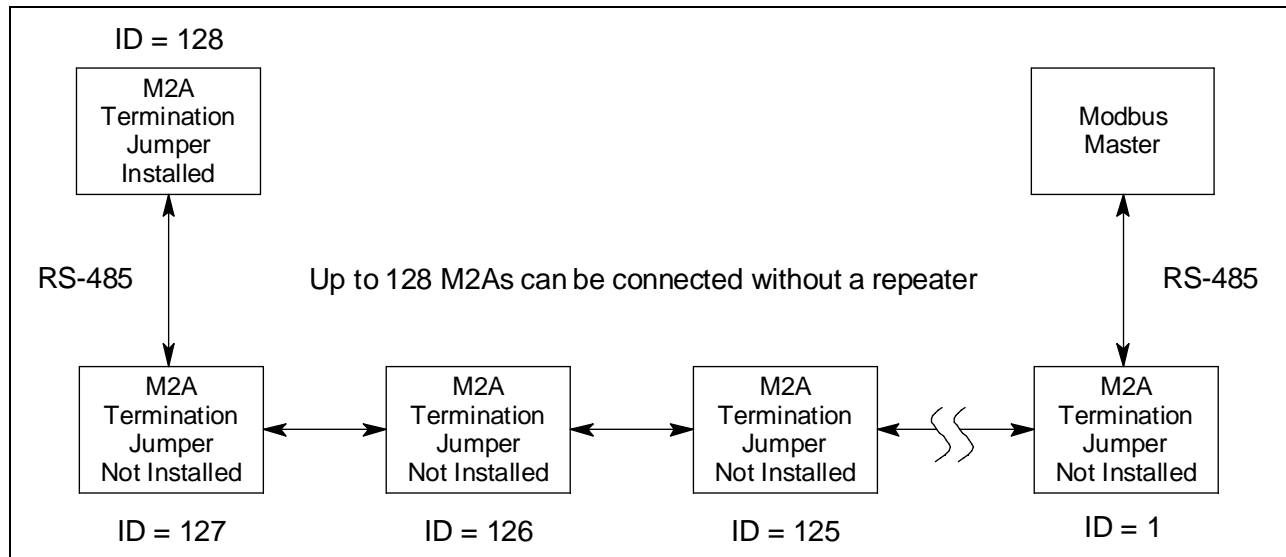 ID = 128
M2A
Termination
Jumper
Installed
Modbus
Master
RS-485
Up to 128 M2As can be connected without a repeater
RS-485
M2A
Termination
Jumper
Not Installed
M2A
Termination
Jumper
Not Installed
M2A
Termination
Jumper
Not Installed
M2A
Termination
Jumper
Not Installed
ID = 127
ID = 126
ID = 125
ID = 1